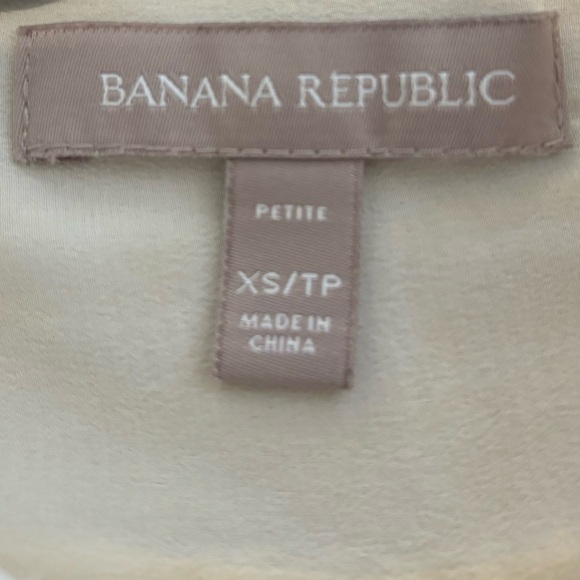 BANANA REPUBLIC
PETITE
XS/TP
MADE IN
CHINA